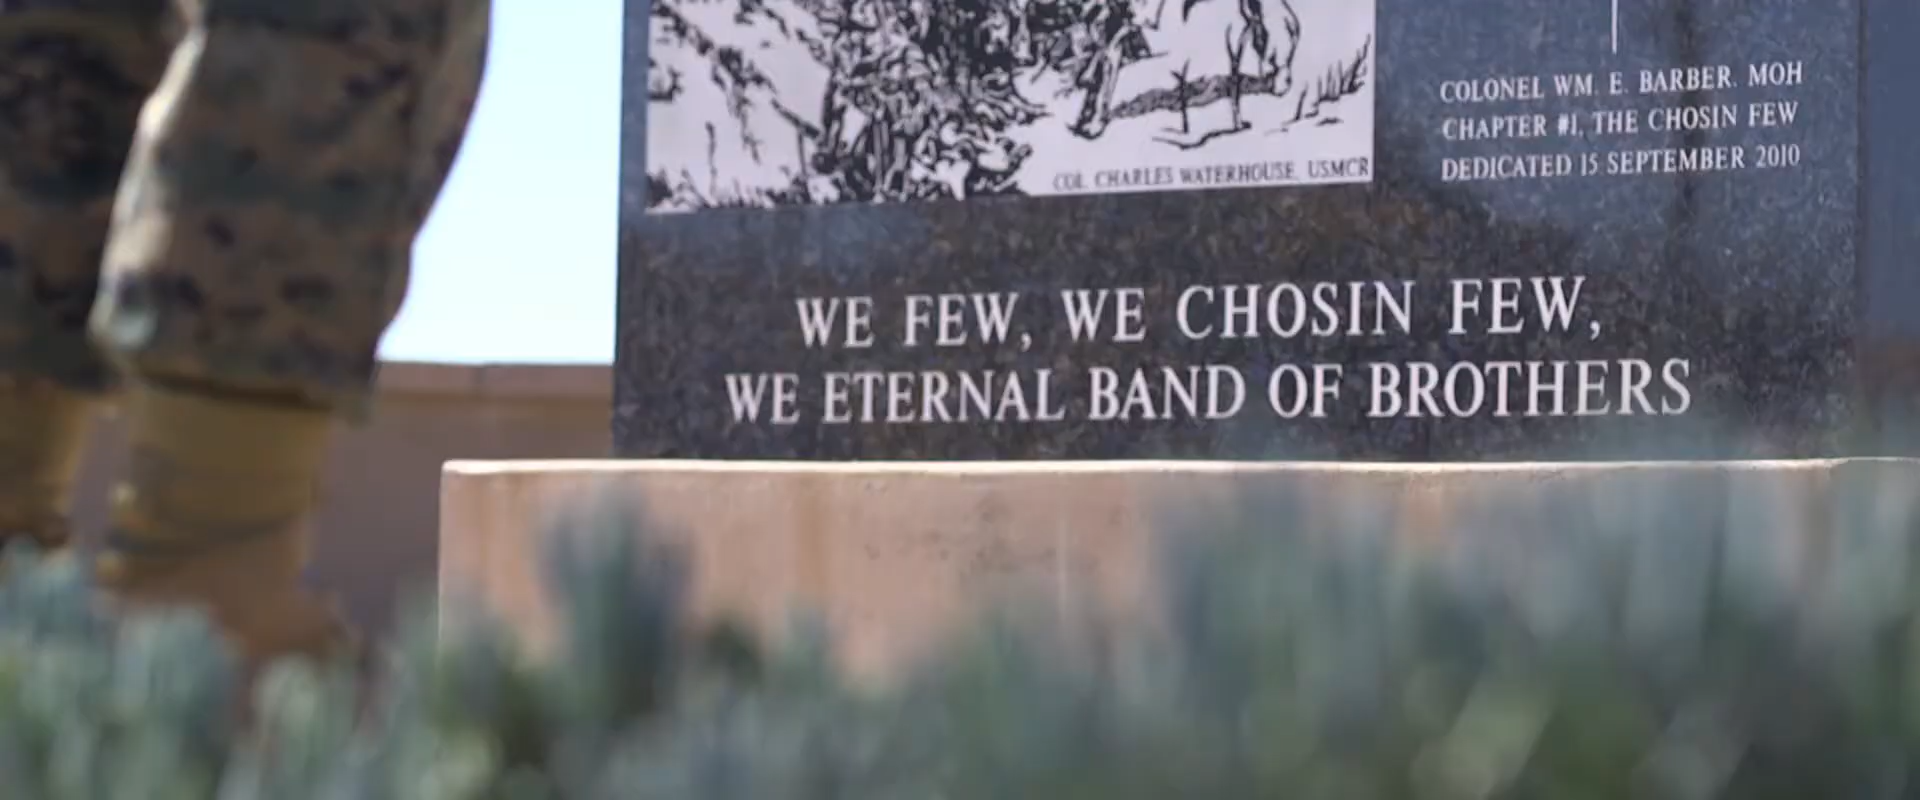 COLONEL WM. E. BARBER. MOH
CHAPTER #1, THE CHOSIN FEW
DEDICATED 15 SEPTEMBER 2010
COL. CHARLES WATERHOUSE, USMCR
WE FEW, WE CHOSIN FEW,
WE ETERNAL BAND OF BROTHERS